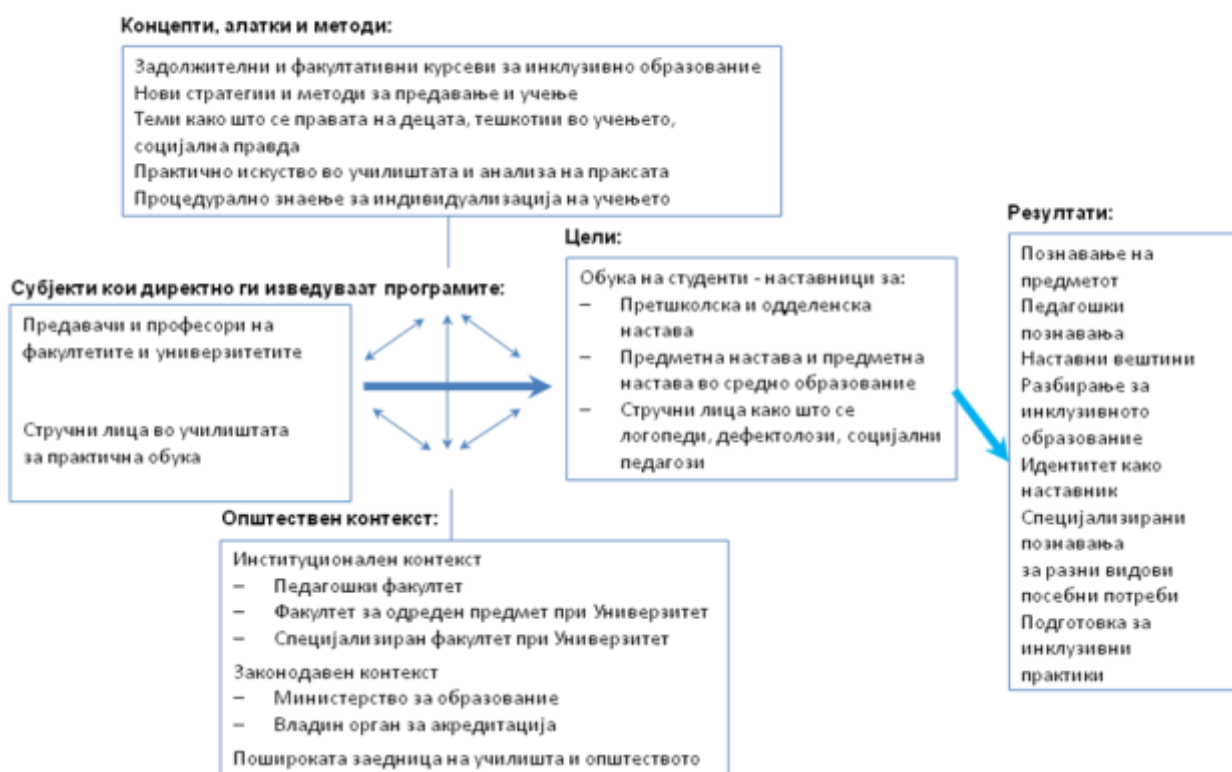 Концепти, алатки и методи:
Задолжителни и факултативни курсеви за инклузивно образование
Нови стратегии и методи за предавање и учење
Теми како што се правата на децата, тешкотии во учењето,
социјална правда
Практично искуство во училиштата и анализа на праксата
Процедурално знаење за индивидуализација на учењето
Субјекти кои директно ги изведуваат програмите:
Предавачи и професори на
факултетите и универзитетите
Стручни лица во училиштата
за практична обука
Цели:
Обука на студенти - наставници за:
– Претшколска и одделенска
настава
– Предметна настава и предметна
настава во средно образование
– Стручни лица како што се
логопеди, дефектолози, социјални
педагози
Резултати:
Познавање на
предметот
Педагошки
познавања
Наставни вештини
Разбирање за
инклузивното
образование
Идентитет како
наставник
Специјализирани
познавања
за разни видови
посебни потреби
Подготовка за
инклузивни
практики
Општествен контекст:
Институционален контекст
– Педагошки факултет
– Факултет за одреден предмет при Универзитет
– Специјализиран факултет при Универзитет
Законодавен контекст
– Министерство за образование
– Владин орган за акредитација
Пошироката заедница на училишта и општеството